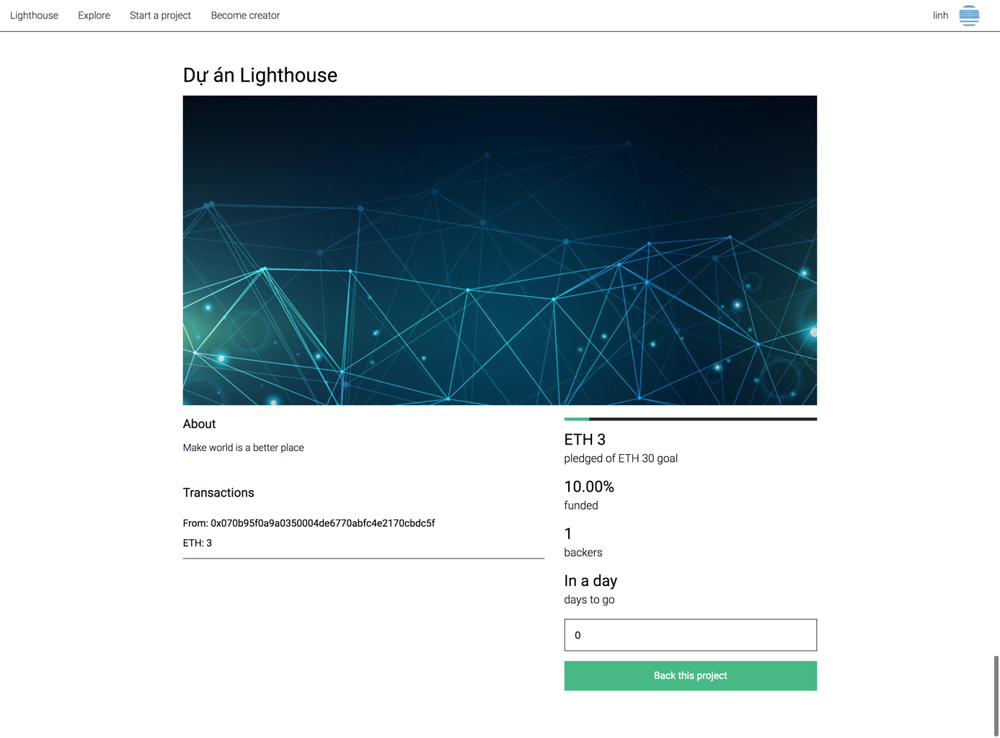 Lighthouse Explore Start a project Become creator linh
Dự án Lighthouse
About
Make world is a better place
Transactions
From: 0x070b95f0a9a0350004de6770abfc4e2170cbdc5f
ETH: 3
ETH 3
pledged of ETH 30 goal
10.00%
funded
1
backers
In a day
days to go
0
Back this project